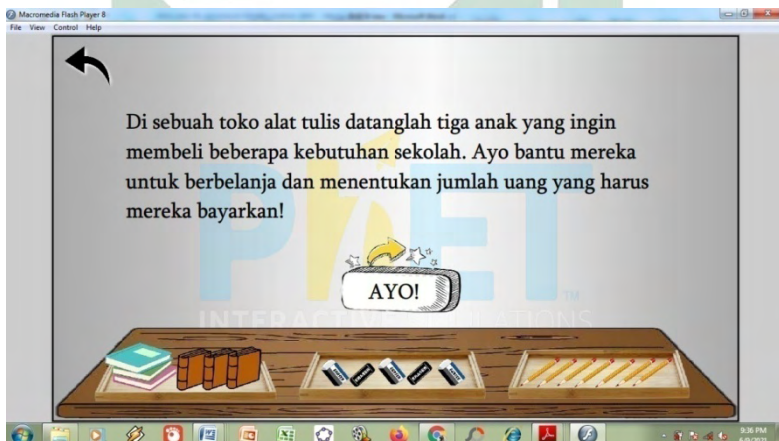 Macromedia Flash Player 8
File View Control Help
Di sebuah toko alat tulis datanglah tiga anak yang ingin
membeli beberapa kebutuhan sekolah. Ayo bantu mereka
untuk berbelanja dan menentukan jumlah uang yang harus
mereka bayarkan!
AYO!
PhET
TM
INTERACTIVE SIMULATIONS
9:36 PM